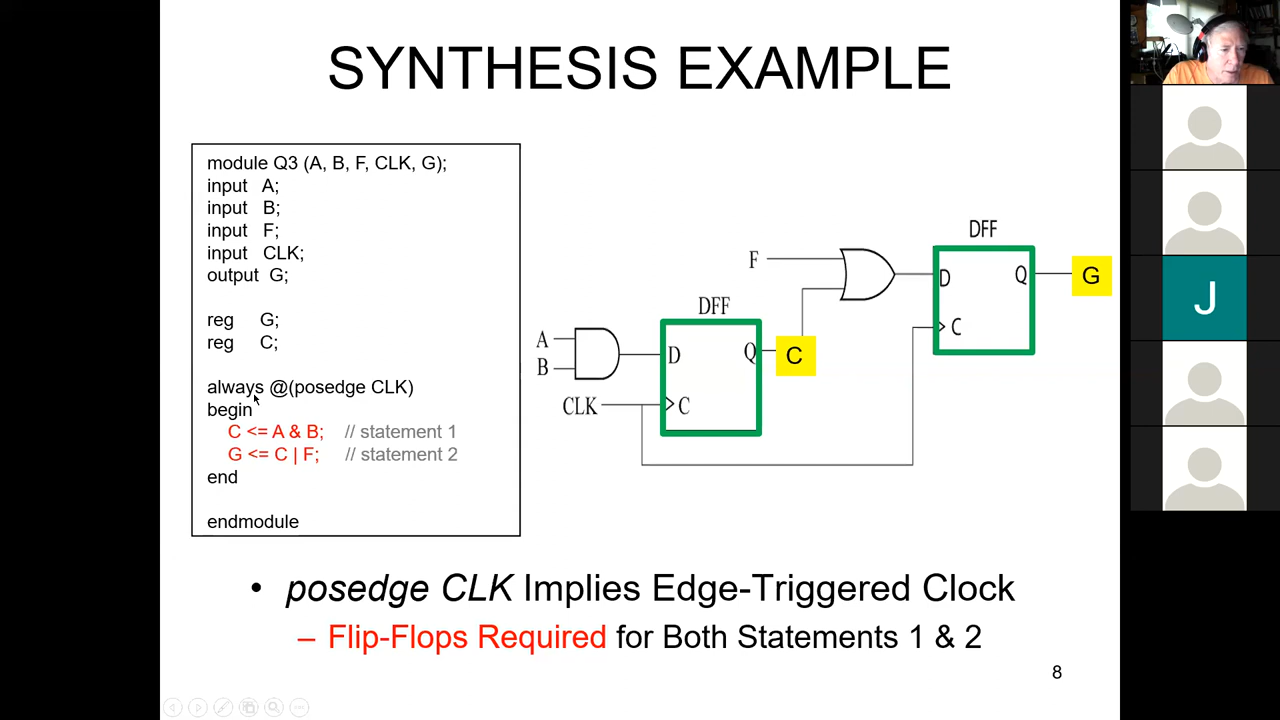 SYNTHESIS EXAMPLE
module Q3 (A, B, F, CLK, G);
input A;
input B;
input F;
input CLK;
output G;
reg G;
reg C;
always @(posedge CLK)
begin
C <= A & B; // statement 1
G <= C | F; // statement 2
end
endmodule
DFF
F
D
Q
G
C
DFF
A
B
D
Q
C
CLK
C
• posedge CLK Implies Edge-Triggered Clock
– Flip-Flops Required for Both Statements 1 & 2
8
J